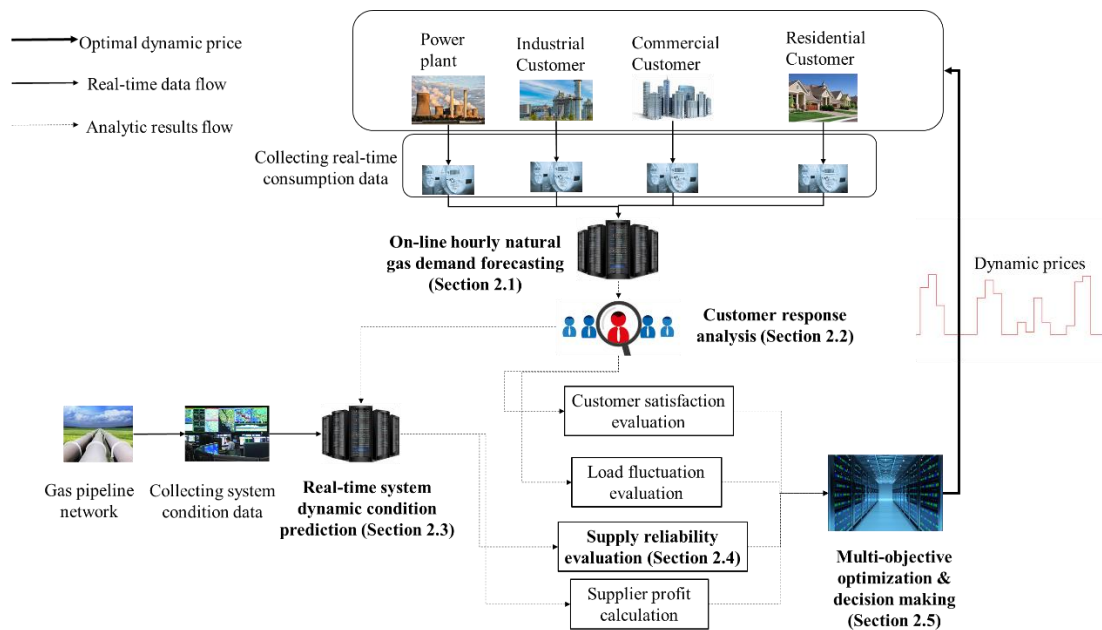 Optimal dynamic price
Real-time data flow
Analytic results flow
Power
plant
Industrial
Customer
Commercial
Customer
Residential
Customer
Collecting real-time
consumption data
On-line hourly natural
gas demand forecasting
(Section 2.1)
Dynamic prices
Customer response
analysis (Section 2.2)
Customer satisfaction
evaluation
Load fluctuation
evaluation
Supply reliability
evaluation (Section 2.4)
Supplier profit
calculation
Gas pipeline
network
Collecting system
condition data
Real-time system
dynamic condition
prediction (Section 2.3)
Multi-objective
optimization &
decision making
(Section 2.5)